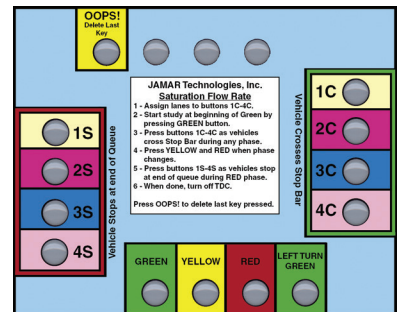 OOPS!
Delete Last
Key
JAMAR Technologies, Inc.
Saturation Flow Rate
1 - Assign lanes to buttons 1C-4C.
2 - Start study at beginning of Green by
pressing GREEN button.
3 - Press buttons 1C-4C as vehicles
cross Stop Bar during any phase.
4 - Press YELLOW and RED when phase
changes.
5 - Press buttons 1S-4S as vehicles stop
at end of queue during RED phase.
6 - When done, turn off TDC.
Press OOPS! to delete last key pressed.
1S
2S
3S
4S
Vehicle Stops at end of Queue
Vehicle Crosses Stop Bar
1C
2C
3C
4C
GREEN
YELLOW
RED
LEFT TURN
GREEN